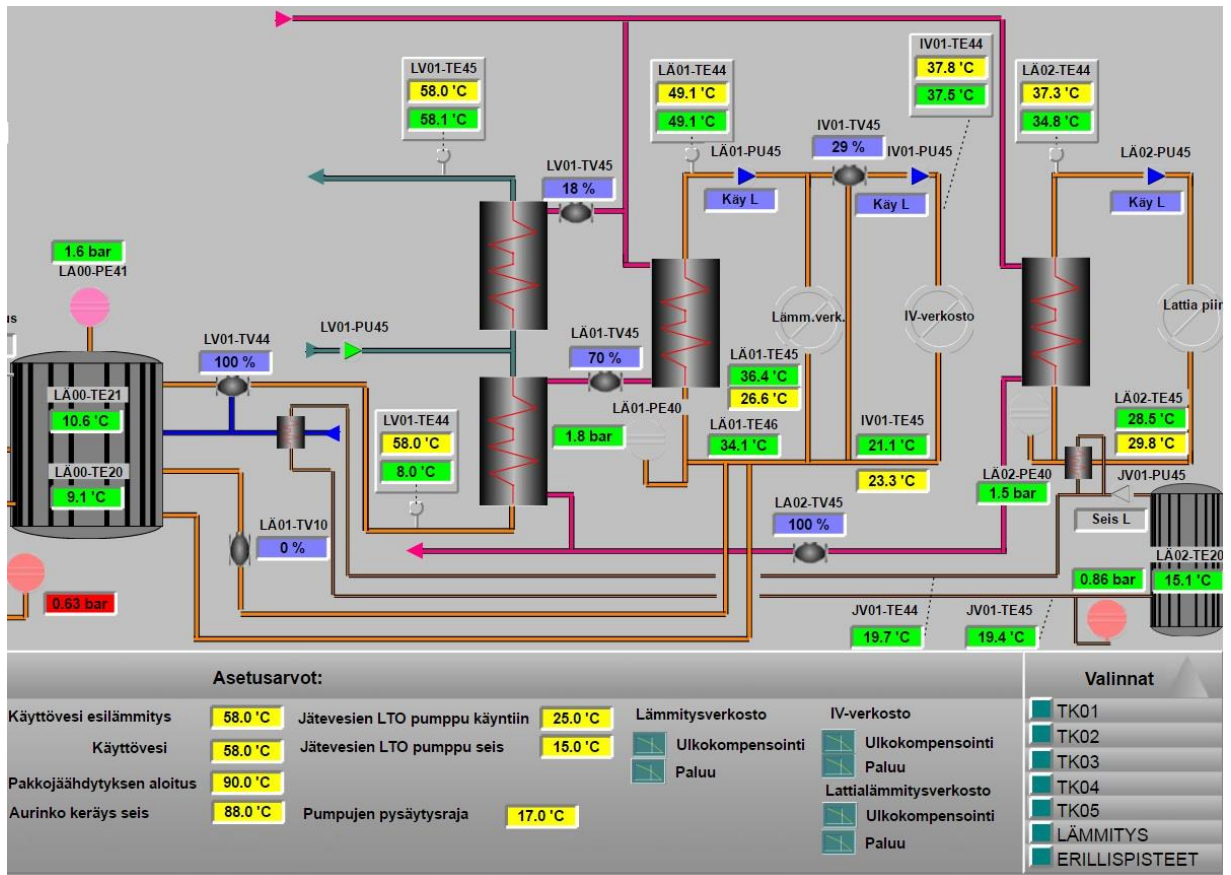 IV01-TE44
37.8 'C
37.5 'C
LV01-TE45
58.0 'C
58.1 'C
LÄ01-TE44
49.1 'C
49.1 'C
LÄ02-TE44
37.3 'C
34.8 'C
IV01-TV45
29 %
LÄ01-PU45
Käy L
IV01-PU45
Käy L
LÄ02-PU45
Käy L
LV01-TV45
18 %
1.6 bar
LA00-PE41
us
LV01-TV44
100 %
LV01-PU45
LÄ01-TV45
70 %
Lämm.verk.
IV-verkosto
Lattia piir
LÄ00-TE21
10.6 'C
LÄ00-TE20
9.1 'C
LV01-TE44
58.0 'C
8.0 'C
LÄ01-TE45
36.4 'C
26.6 'C
LÄ01-PE40
1.8 bar
LÄ01-TE46
34.1 'C
IV01-TE45
21.1 'C
23.3 'C
LÄ02-TE45
28.5 'C
29.8 'C
LÄ02-PE40
1.5 bar
JV01-PU45
Seis L
LÄ01-TV10
0 %
LA02-TV45
100 %
LÄ02-TE20
15.1 'C
0.86 bar
0.63 bar
JV01-TE44
19.7 'C
JV01-TE45
19.4 'C
Asetusarvot:
Käyttövesi esilämmitys 58.0 'C
Käyttövesi 58.0 'C
Pakkojäähdytyksen aloitus 90.0 'C
Aurinko keräys seis 88.0 'C
Jätevesien LTO pumppu käyntiin 25.0 'C
Jätevesien LTO pumppu seis 15.0 'C
Pumpujen pysäytysraja 17.0 'C
Lämmitysverkosto
Ulkokompensointi
Paluu
IV-verkosto
Ulkokompensointi
Paluu
Lattialämmitysverkosto
Ulkokompensointi
Paluu
Valinnat
TK01
TK02
TK03
TK04
TK05
LÄMMITYS
ERILLISPISTEET